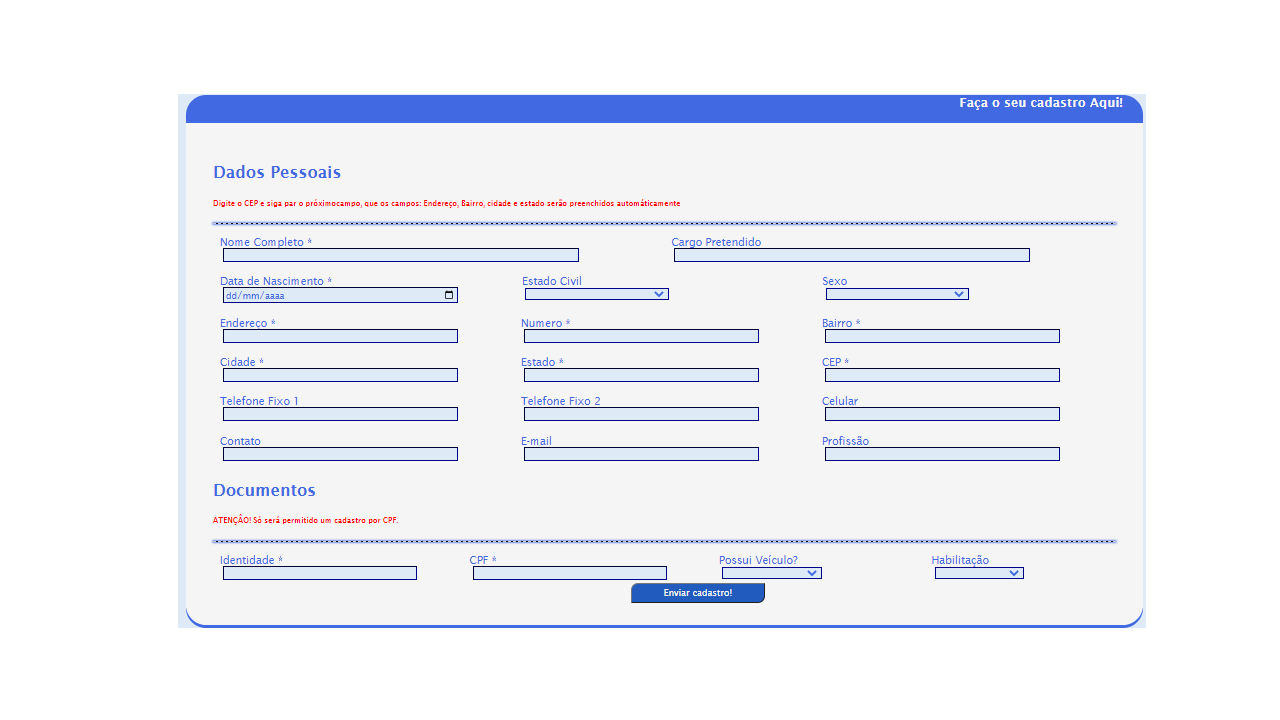 Faça o seu cadastro Aqui!
Dados Pessoais
Digite o CEP e siga par o próximocampo, que os campos: Endereço, Bairro, cidade e estado serão preenchidos automáticamente
Nome Completo * Cargo Pretendido
Data de Nascimento * Estado Civil Sexo
dd/mm/aaaa
Endereço * Numero * Bairro *
Cidade * Estado * CEP *
Telefone Fixo 1 Telefone Fixo 2 Celular
Contato E-mail Profissão
Documentos
ATENÇÃO! Só será permitido um cadastro por CPF.
Identidade * CPF * Possui Veículo? Habilitação
Enviar cadastro!